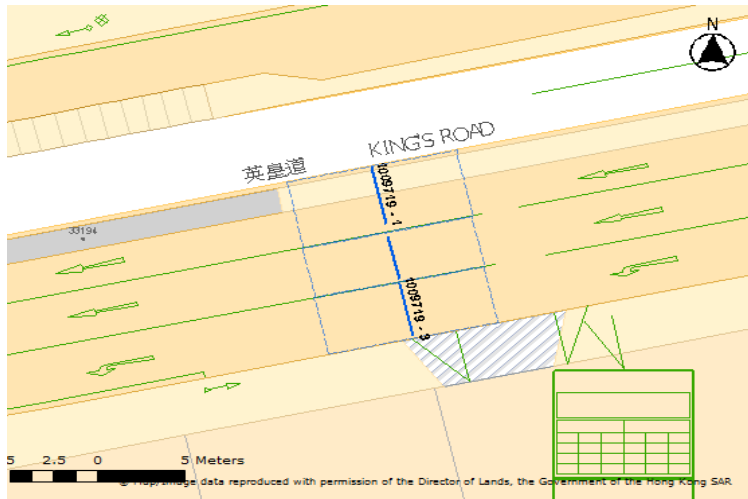 N
KING'S ROAD
英皇道
1009719 - 1
33194
1009719 - 3
5 2.5 0 5 Meters
© Map/Image data reproduced with permission of the Director of Lands, the Government of the Hong Kong SAR